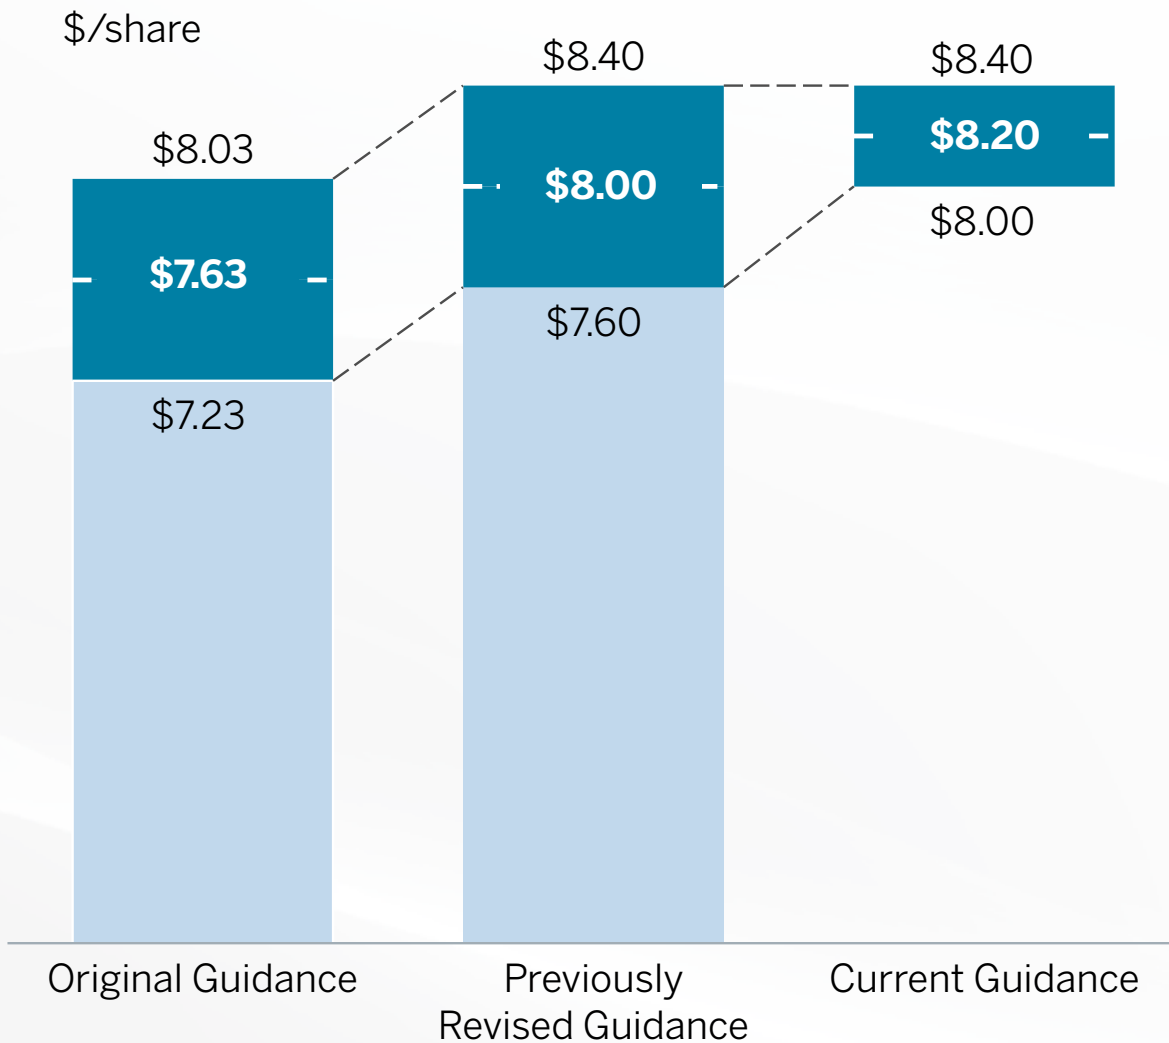 $/share
$8.03
$7.63
$7.23
$8.40
$8.00
$7.60
$8.40
$8.20
$8.00
Original Guidance
Previously
Revised Guidance
Current Guidance